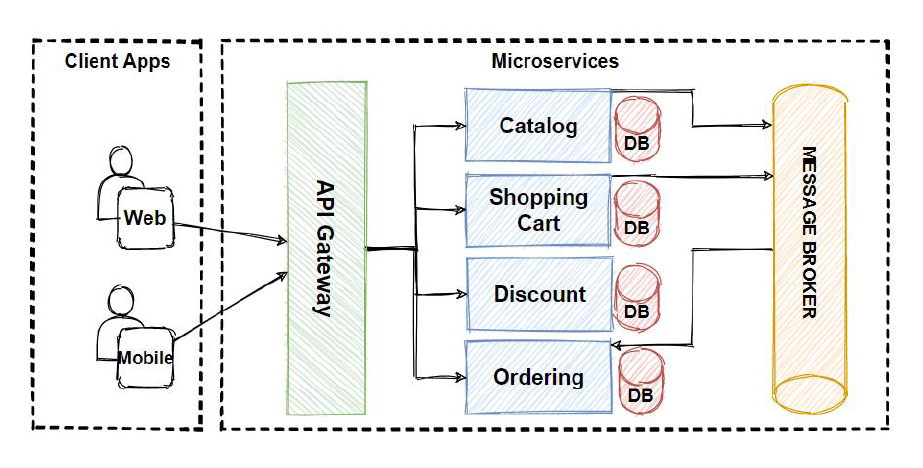 Client Apps
Microservices
Web
Mobile
API Gateway
Catalog
DB
Shopping
Cart
DB
Discount
DB
Ordering
DB
MESSAGE BROKER